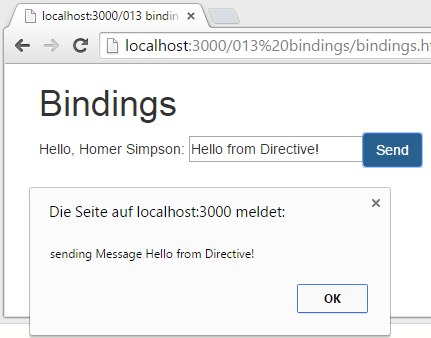 localhost:3000/013 bindin
localhost:3000/013%20bindings/bindings.h
Bindings
Hello, Homer Simpson: Hello from Directive! Send
Die Seite auf localhost:3000 meldet:
sending Message Hello from Directive!
OK